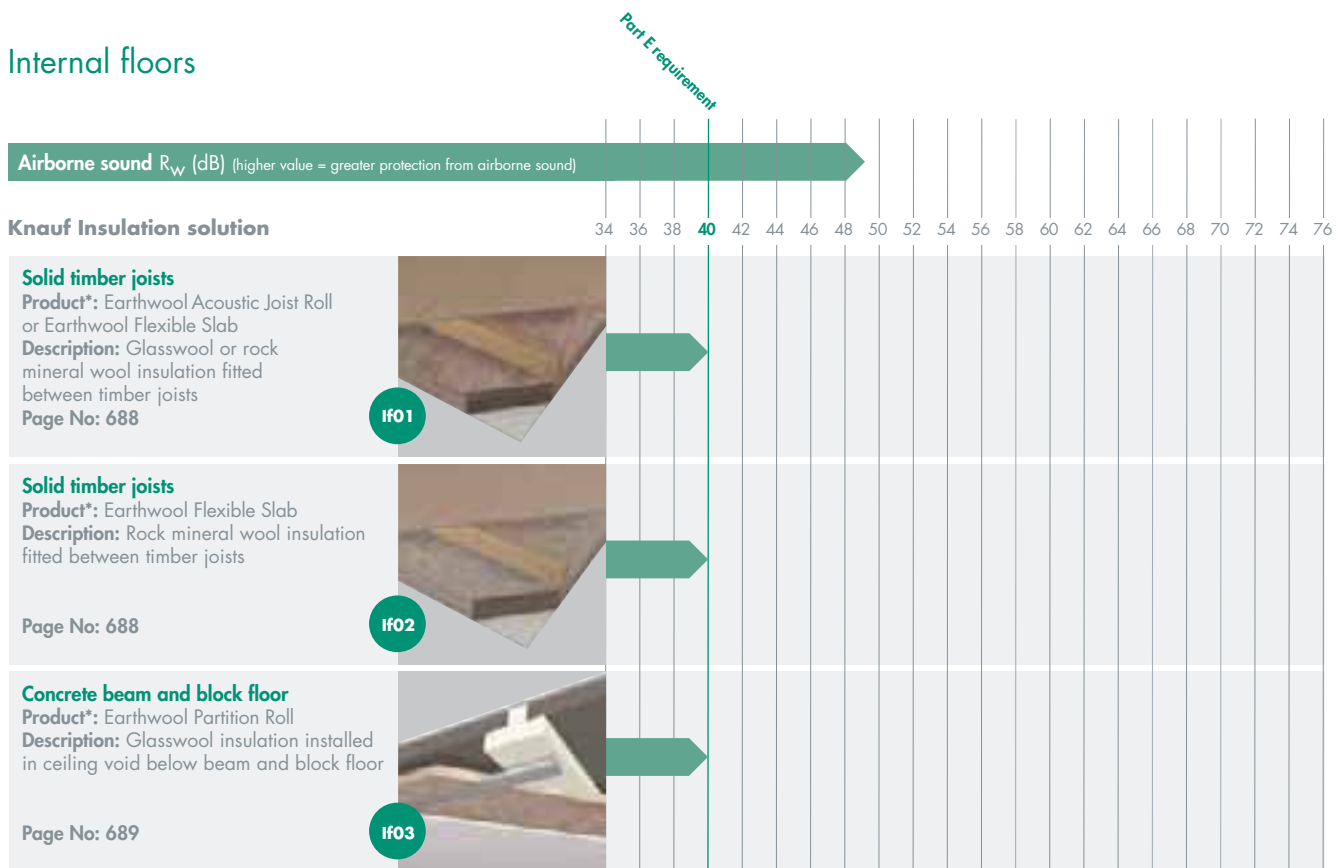 Internal floors
Part E requirement
Airborne sound RW (dB) (higher value = greater protection from airborne sound)
Knauf Insulation solution
34 36 38 40 42 44 46 48 50 52 54 56 58 60 62 64 66 68 70 72 74 76
Solid timber joists
Product*: Earthwool Acoustic Joist Roll
or Earthwool Flexible Slab
Description: Glasswool or rock
mineral wool insulation fitted
between timber joists
Page No: 688
If01
Solid timber joists
Product*: Earthwool Flexible Slab
Description: Rock mineral wool insulation
fitted between timber joists
Page No: 688
If02
Concrete beam and block floor
Product*: Earthwool Partition Roll
Description: Glasswool insulation installed
in ceiling void below beam and block floor
Page No: 689
If03